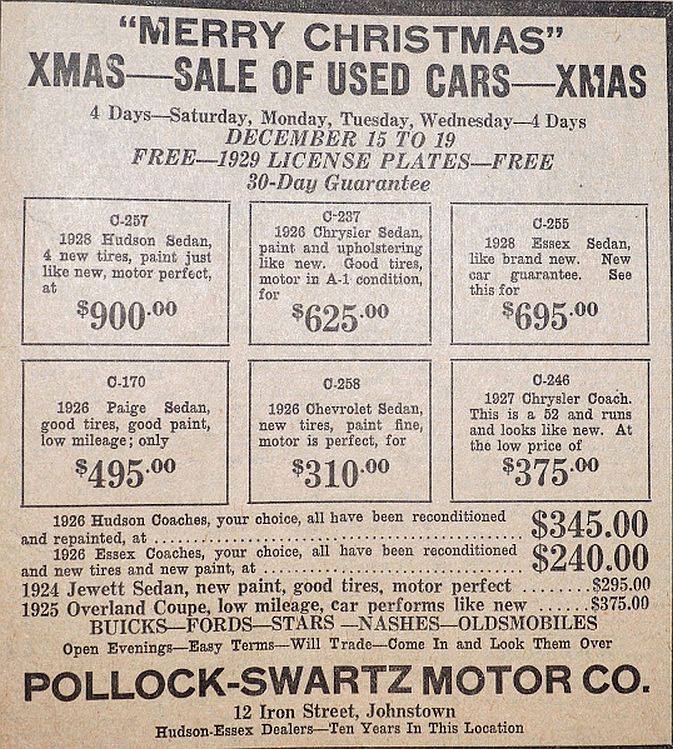 "MERRY CHRISTMAS"
XMAS—SALE OF USED CARS—XMAS
4 Days—Saturday, Monday, Tuesday, Wednesday—4 Days
DECEMBER 15 TO 19
FREE—1929 LICENSE PLATES—FREE
30-Day Guarantee
C-257
1928 Hudson Sedan,
4 new tires, paint just
like new, motor perfect,
at
$900.00
C-237
1926 Chrysler Sedan,
paint and upholstering
like new. Good tires,
motor in A-1 condition,
for
$625.00
C-255
1928 Essex Sedan,
like brand new. New
car guarantee. See
this for
$695.00
C-170
1926 Paige Sedan,
good tires, good paint,
low mileage; only
$495.00
C-258
1926 Chevrolet Sedan,
new tires, paint fine,
motor is perfect, for
$310.00
C-246
1927 Chrysler Coach.
This is a 52 and runs
and looks like new. At
the low price of
$375.00
1926 Hudson Coaches, your choice, all have been reconditioned
and repainted, at ........................................ $345.00
1926 Essex Coaches, your choice, all have been reconditioned
and new tires and new paint, at ............................ $240.00
1924 Jewett Sedan, new paint, good tires, motor perfect ........$295.00
1925 Overland Coupe, low mileage, car performs like new ......$375.00
BUICKS—FORDS—STARS—NASHES—OLDSMOBILES
Open Evenings—Easy Terms—Will Trade—Come In and Look Them Over
POLLOCK-SWARTZ MOTOR CO.
12 Iron Street, Johnstown
Hudson-Essex Dealers—Ten Years In This Location